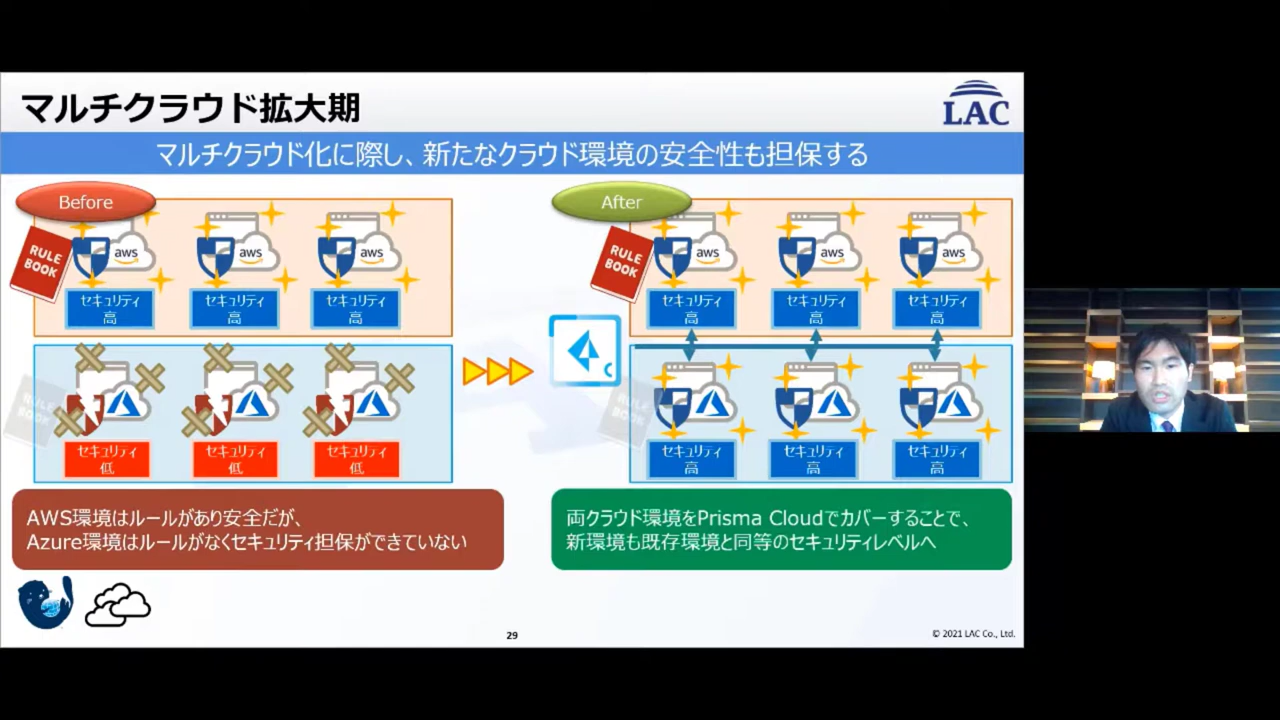 マルチクラウド拡大期
LAC
マルチクラウド化に際し、新たなクラウド環境の安全性も担保する
Before
RULE
BOOK
aws
aws
aws
セキュリティ
高
セキュリティ
高
セキュリティ
高
RULE
BOOK
セキュリティ
低
セキュリティ
低
セキュリティ
低
AWS環境はルールがあり安全だが、
Azure環境はルールがなくセキュリティ担保ができていない
After
RULE
BOOK
aws
aws
aws
セキュリティ
高
セキュリティ
高
セキュリティ
高
C
RULE
BOOK
セキュリティ
高
セキュリティ
高
セキュリティ
高
両クラウド環境をPrisma Cloudでカバーすることで、
新環境も既存環境と同等のセキュリティレベルへ
29
© 2021 LAC Co., Ltd.